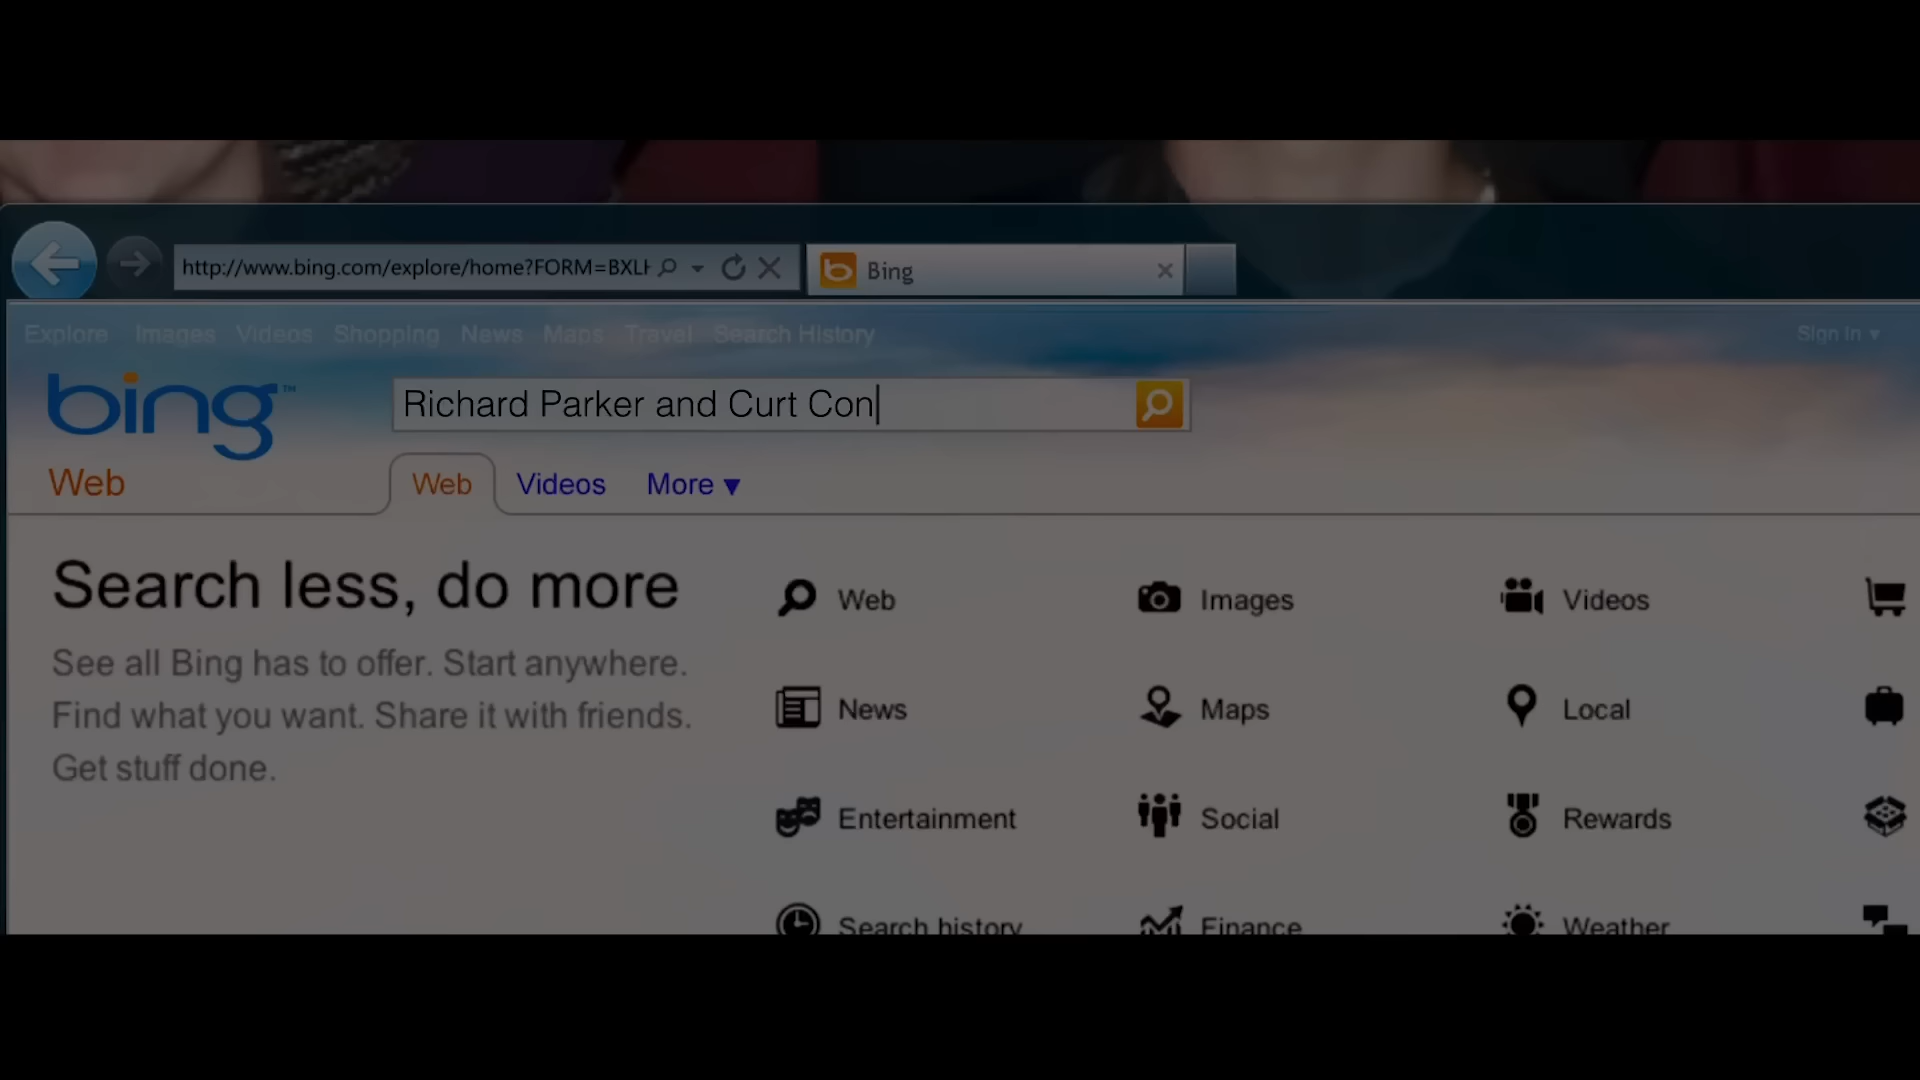 http://www.bing.com/explore/home?FORM=BXLH
Bing
Explore Images Videos Shopping News Maps Travel Search History Sign In
bing™
Richard Parker and Curt Con
Web
Web Videos More
Search less, do more
See all Bing has to offer. Start anywhere.
Find what you want. Share it with friends.
Get stuff done.
Web Images Videos
News Maps Local
Entertainment Social Rewards
Search history Finance Weather